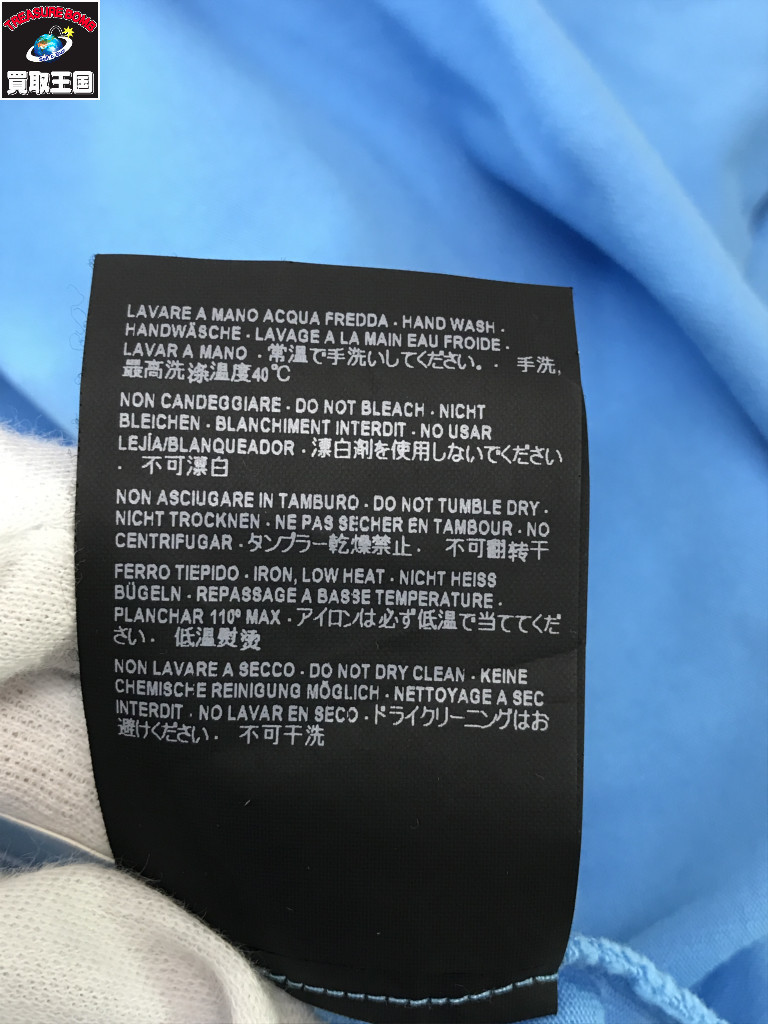 TREASURE BOMB
買取王国
LAVARE A MANO ACQUA FREDDA · HAND WASH ·
HANDWÄSCHE · LAVAGE A LA MAIN EAU FROIDE ·
LAVAR A MANO · 常温で手洗いしてください。· 手洗,
最高洗涤温度40℃
NON CANDEGGIARE · DO NOT BLEACH · NICHT
BLEICHEN · BLANCHIMENT INTERDIT · NO USAR
LEJÍA/BLANQUEADOR ·漂白剤を使用しないでください
· 不可漂白
NON ASCIUGARE IN TAMBURO · DO NOT TUMBLE DRY ·
NICHT TROCKNEN · NE PAS SECHER EN TAMBOUR · NO
CENTRIFUGAR · タンブラー乾燥禁止 · 不可翻转干
FERRO TIEPIDO · IRON, LOW HEAT · NICHT HEISS
BÜGELN · REPASSAGE A BASSE TEMPERATURE ·
PLANCHAR 110º MAX · アイロンは必ず低温で当ててくだ
さい · 低温熨烫
NON LAVARE A SECCO · DO NOT DRY CLEAN · KEINE
CHEMISCHE REINIGUNG MÖGLICH · NETTOYAGE A SEC
INTERDIT · NO LAVAR EN SECO · ドライクリーニングはお
避けください · 不可干洗